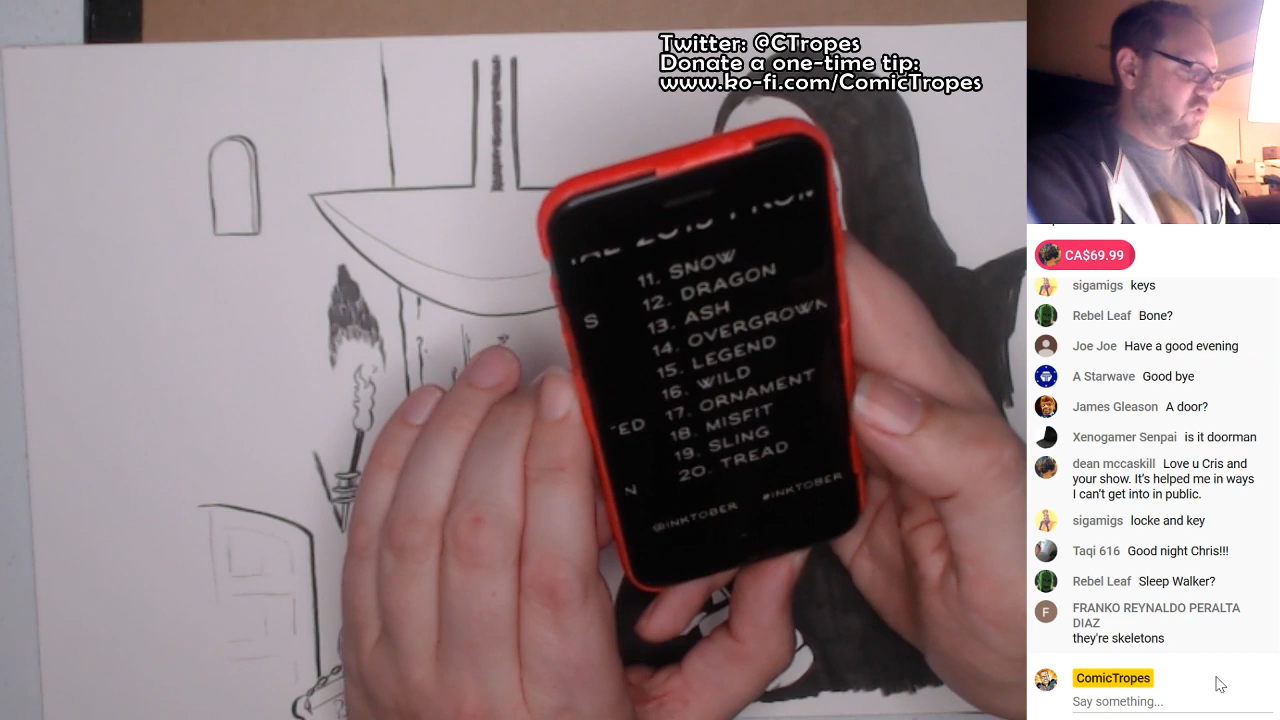 Twitter: @CTropes
Donate a one-time tip:
www.ko-fi.com/ComicTropes
11. SNOW
12. DRAGON
13. ASH
14. OVERGROWN
15. LEGEND
16. WILD
17. ORNAMENT
18. MISFIT
19. SLING
20. TREAD
S
ED
N
@INKTOBER #INKTOBER
CA$69.99
sigamigs keys
Rebel Leaf Bone?
Joe Joe Have a good evening
A Starwave Good bye
James Gleason A door?
Xenogamer Senpai is it doorman
dean mccaskill Love u Cris and
your show. It's helped me in ways
I can't get into in public.
sigamigs locke and key
Taqi 616 Good night Chris!!!
Rebel Leaf Sleep Walker?
F
FRANKO REYNALDO PERALTA
DIAZ
they're skeletons
ComicTropes
Say something...